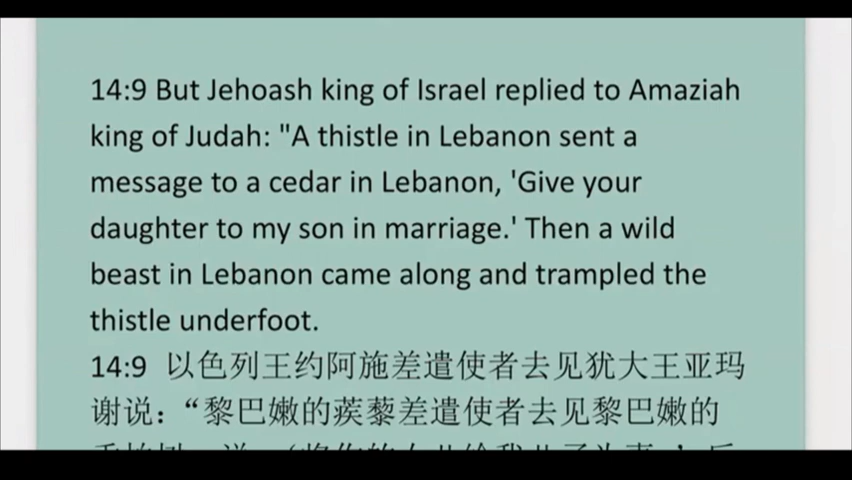 14:9 But Jehoash king of Israel replied to Amaziah
king of Judah: "A thistle in Lebanon sent a
message to a cedar in Lebanon, 'Give your
daughter to my son in marriage.' Then a wild
beast in Lebanon came along and trampled the
thistle underfoot.
14:9 以色列王约阿施差遣使者去见犹大王亚玛
谢说：“黎巴嫩的蒺藜差遣使者去见黎巴嫩的